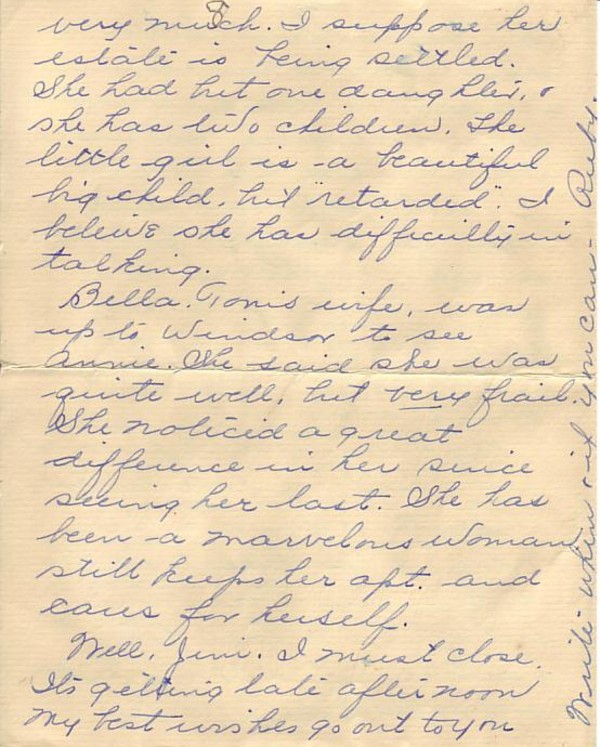 8
very much. I suppose her
estate is being settled.
She had but one daughter, &
she has two children. The
little girl is a beautiful
big child, but "retarded". I
beleive she has difficulty in
talking.
Bella, Tom's wife, was
up to Windsor to see
Annie. She said she was
quite well, but very frail.
She noticed a great
difference in her since
seeing her last. She has
been a marvelous woman
still keeps her apt. and
cares for herself.
Well, Jim. I must close.
It's getting late afternoon
My best wishes go out to you
Write when & if you can - Ruby.